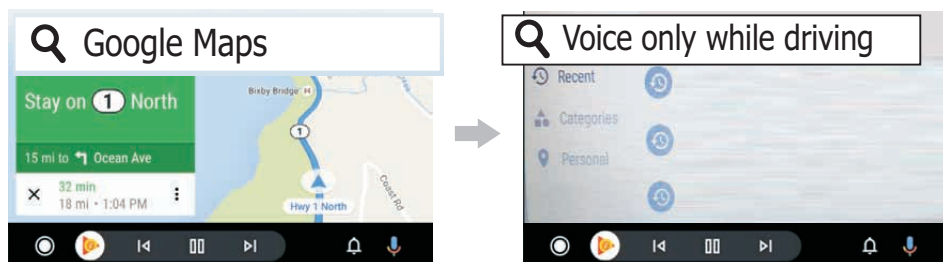 Google Maps
Stay on 1 North
15 mi to Ocean Ave
32 min
18 mi • 1:04 PM
Bixby Bridge
1
Hwy 1 North
Coast Rd
Voice only while driving
Recent
Categories
Personal